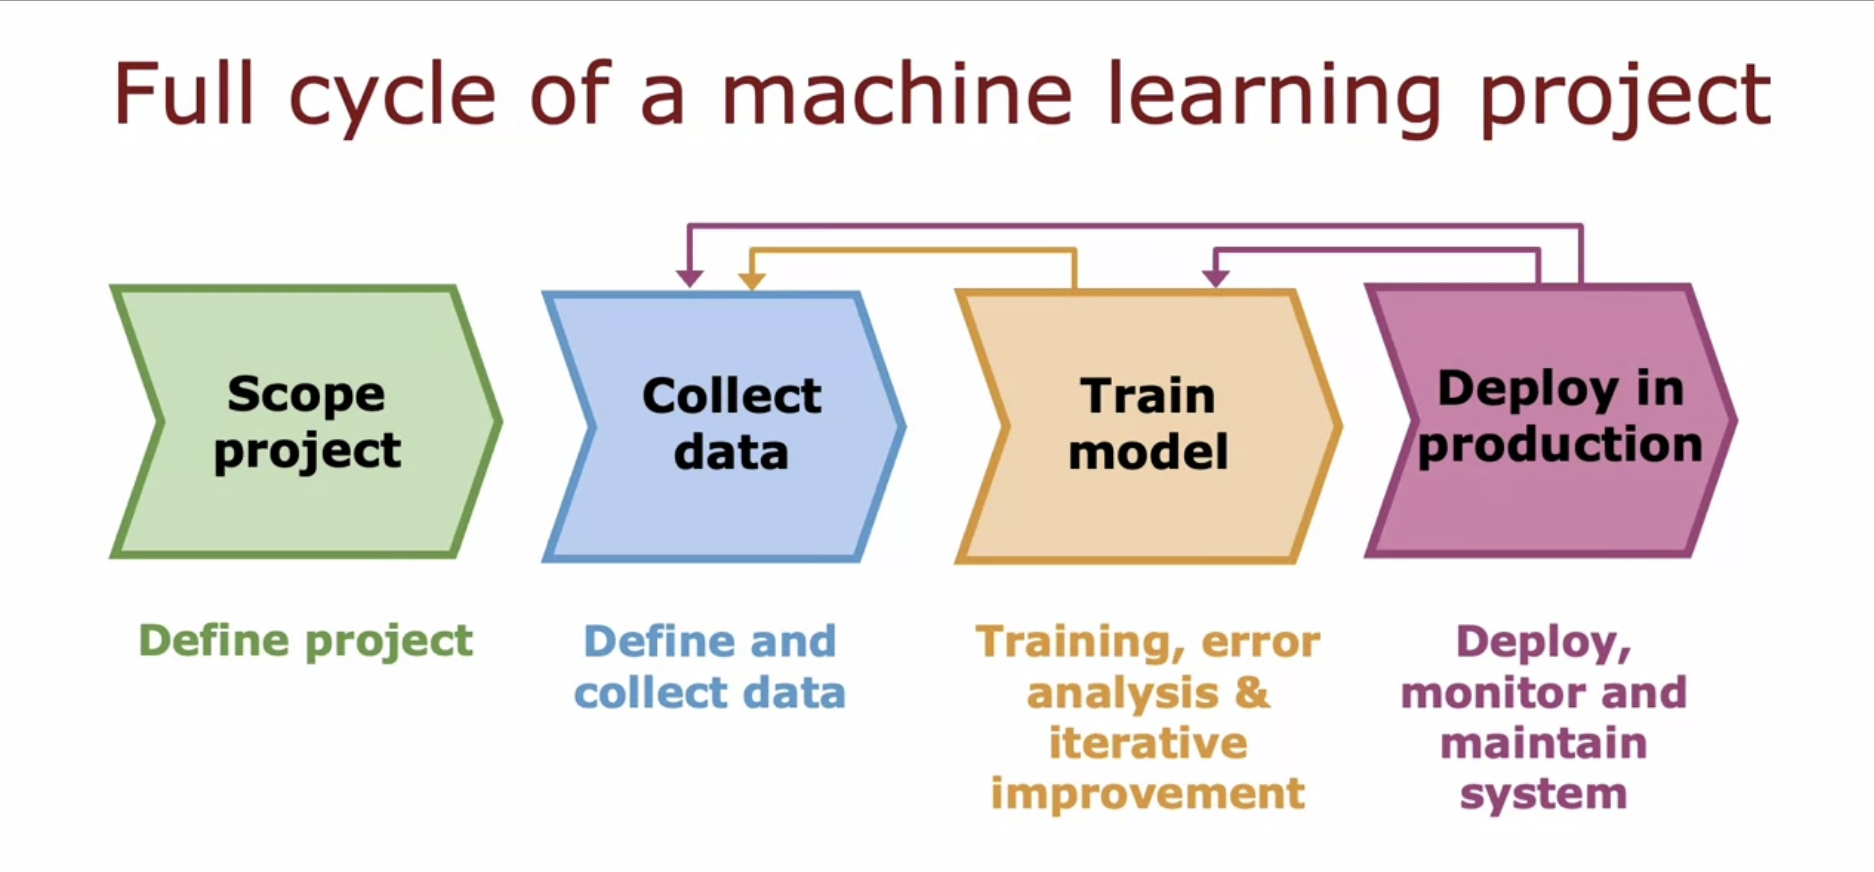 Full cycle of a machine learning project
Scope
project
Collect
data
Train
model
Deploy in
production
Define project
Define and
collect data
Training, error
analysis &
iterative
improvement
Deploy,
monitor and
maintain
system